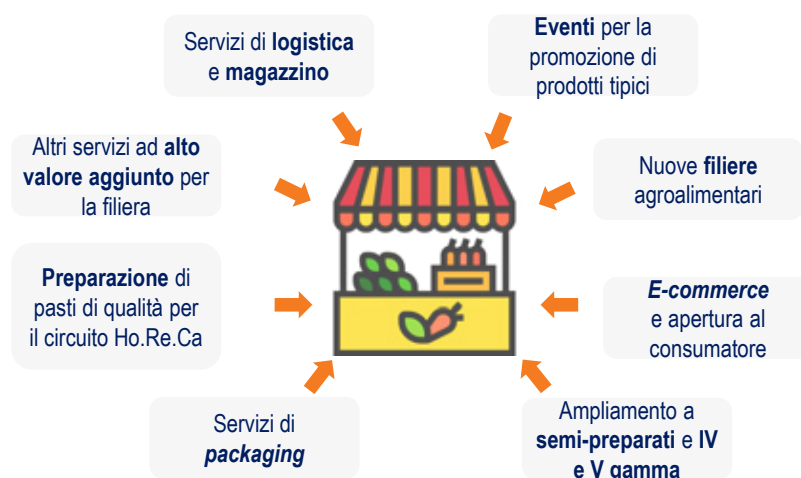 Servizi di logistica
e magazzino
Eventi per la
promozione di
prodotti tipici
Altri servizi ad alto
valore aggiunto per
la filiera
Nuove filiere
agroalimentari
Preparazione di
pasti di qualità per
il circuito Ho.Re.Ca
E-commerce
e apertura al
consumatore
Servizi di
packaging
Ampliamento a
semi-preparati e IV
e V gamma